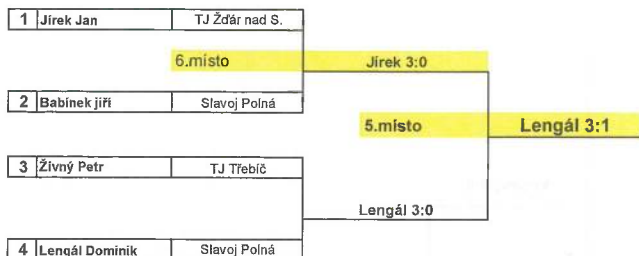 1 Jírek Jan TJ Žďár nad S.
6.místo Jírek 3:0
2 Babínek jiří Slavoj Polná
5.místo Lengál 3:1
3 Živný Petr TJ Třebíč
Lengál 3:0
4 Lengál Dominik Slavoj Polná